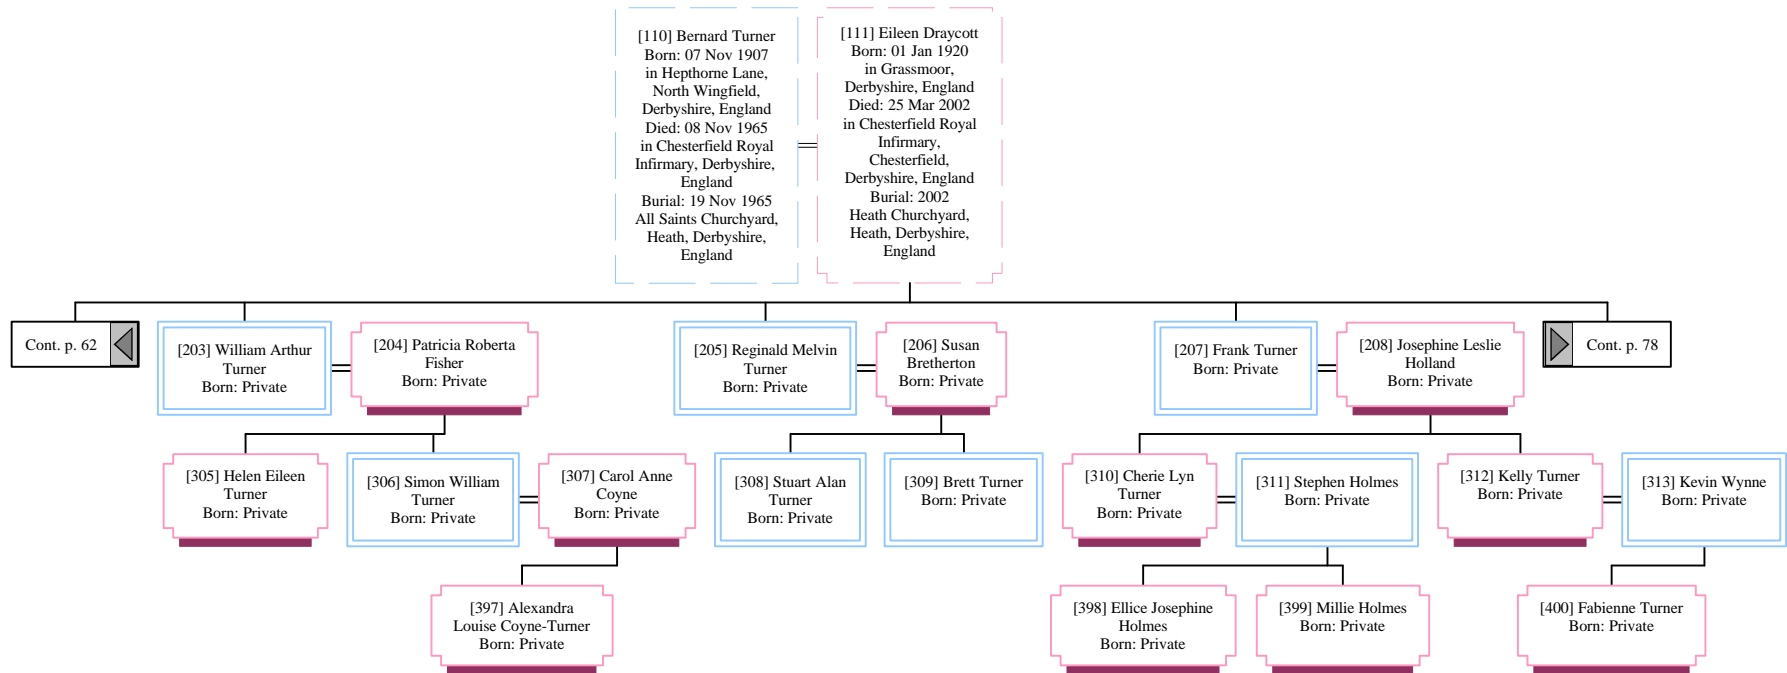 [110] Bernard Turner
Born: 07 Nov 1907
in Hepthorne Lane,
North Wingfield,
Derbyshire, England
Died: 08 Nov 1965
in Chesterfield Royal
Infirmary, Derbyshire,
England
Burial: 19 Nov 1965
All Saints Churchyard,
Heath, Derbyshire,
England
[111] Eileen Draycott
Born: 01 Jan 1920
in Grassmoor,
Derbyshire, England
Died: 25 Mar 2002
in Chesterfield Royal
Infirmary,
Chesterfield,
Derbyshire, England
Burial: 2002
Heath Churchyard,
Heath, Derbyshire,
England
Cont. p. 62
[203] William Arthur
Turner
Born: Private
[204] Patricia Roberta
Fisher
Born: Private
[205] Reginald Melvin
Turner
Born: Private
[206] Susan
Bretherton
Born: Private
[207] Frank Turner
Born: Private
[208] Josephine Leslie
Holland
Born: Private
Cont. p. 78
[305] Helen Eileen
Turner
Born: Private
[306] Simon William
Turner
Born: Private
[307] Carol Anne
Coyne
Born: Private
[308] Stuart Alan
Turner
Born: Private
[309] Brett Turner
Born: Private
[310] Cherie Lyn
Turner
Born: Private
[311] Stephen Holmes
Born: Private
[312] Kelly Turner
Born: Private
[313] Kevin Wynne
Born: Private
[397] Alexandra
Louise Coyne-Turner
Born: Private
[398] Ellice Josephine
Holmes
Born: Private
[399] Millie Holmes
Born: Private
[400] Fabienne Turner
Born: Private